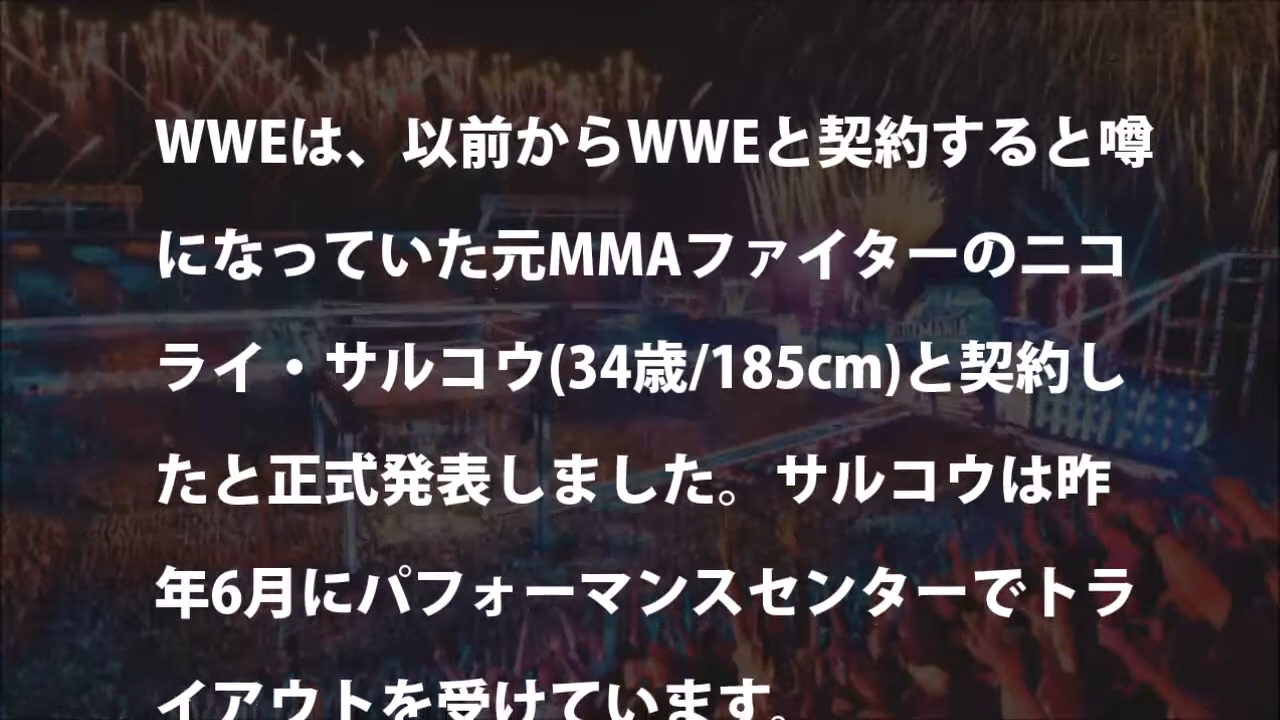 WWEは、以前からWWEと契約すると噂
になっていた元MMAファイターのニコ
ライ・サルコウ(34歳/185cm)と契約し
たと正式発表しました。サルコウは昨
年6月にパフォーマンスセンターでトラ
イアウトを受けています。